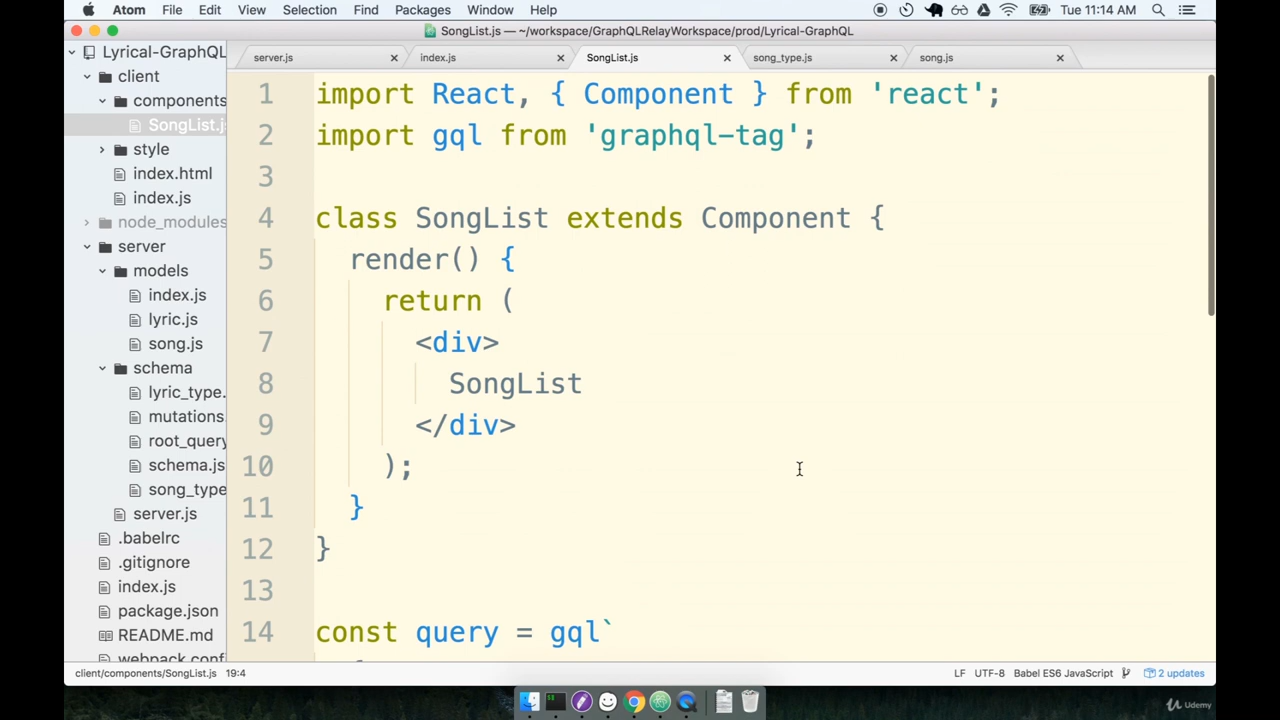 Atom File Edit View Selection Find Packages Window Help Tue 11:14 AM
SongList.js — ~/workspace/GraphQLRelayWorkspace/prod/Lyrical-GraphQL
Lyrical-GraphQL
client
components
SongList.js
style
index.html
index.js
node_modules
server
models
index.js
lyric.js
song.js
schema
lyric_type.
mutations.
root_query
schema.js
song_type
server.js
.babelrc
.gitignore
index.js
package.json
README.md
webpack.confi
server.js index.js SongList.js song_type.js song.js
1 import React, { Component } from 'react';
2 import gql from 'graphql-tag';
3
4 class SongList extends Component {
5 render() {
6 return (
7 <div>
8 SongList
9 </div>
10 );
11 }
12 }
13
14 const query = gql`
client/components/SongList.js 19:4 LF UTF-8 Babel ES6 JavaScript 2 updates
Udemy